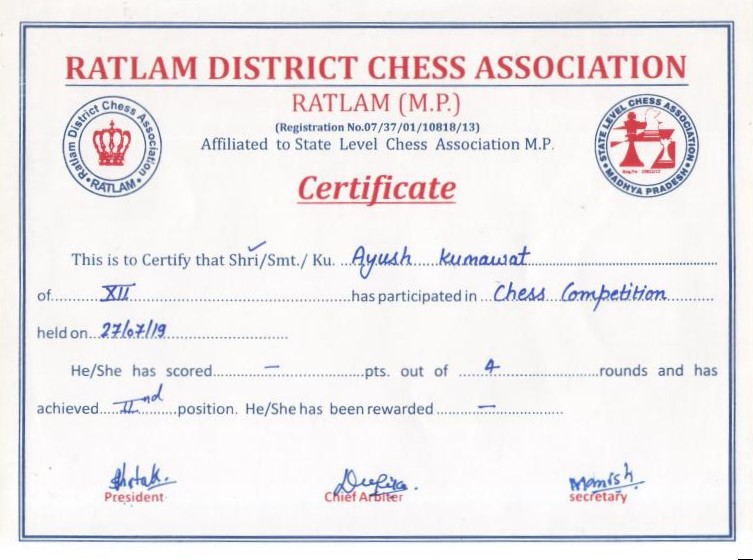 RATLAM DISTRICT CHESS ASSOCIATION
RATLAM (M.P.)
(Registration No.07/37/01/10818/13)
Affiliated to State Level Chess Association M.P.
Ratlam District Chess Association
• RATLAM •
STATE LEVEL CHESS ASSOCIATION
• MADHYA PRADESH •
Certificate
This is to Certify that Shri/Smt./ Ku. Ayush Kumawat
of XII has participated in Chess Competition
held on 27/07/19
He/She has scored — pts. out of 4 rounds and has
achieved IInd position. He/She has been rewarded —
President Chief Arbiter secretary